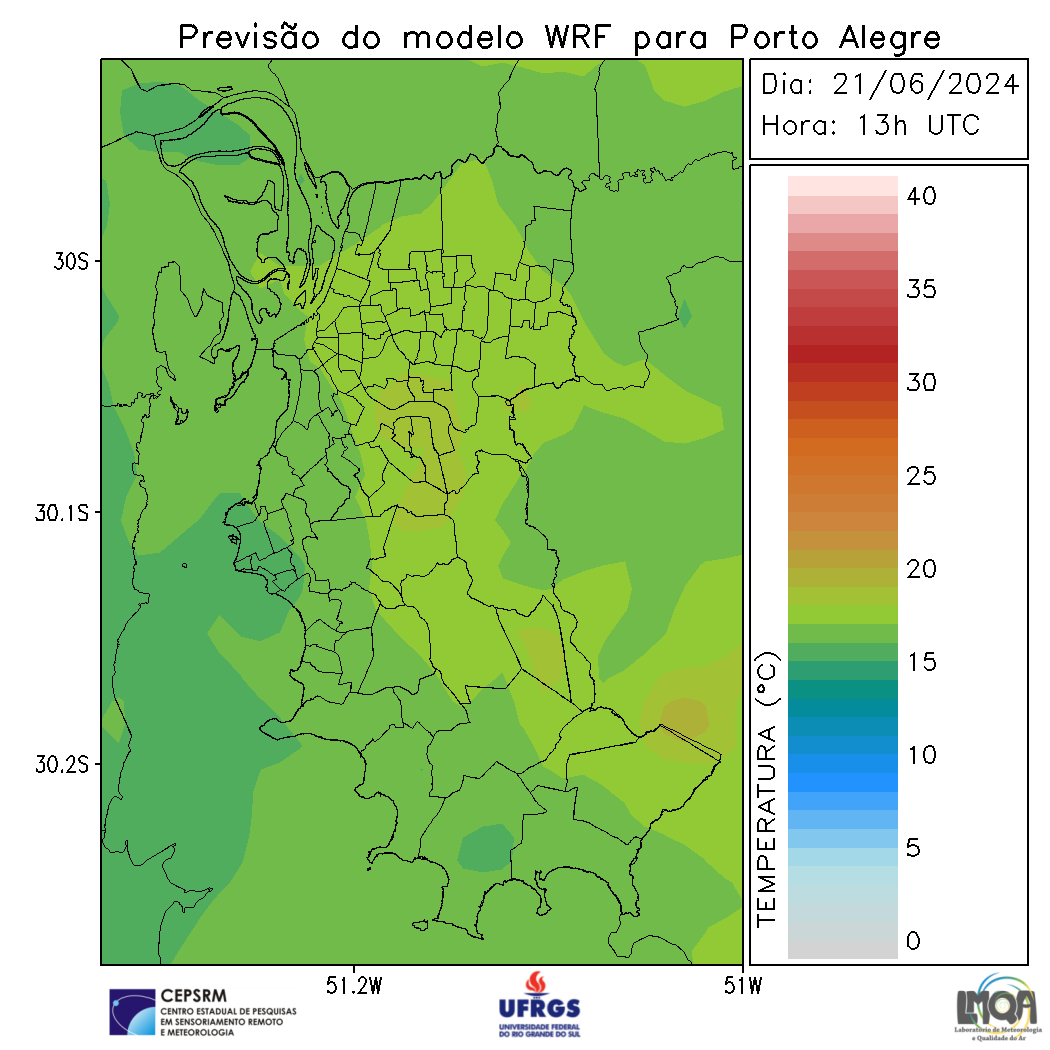 Previsão do modelo WRF para Porto Alegre
Dia: 21/06/2024
Hora: 13h UTC
30S
30.1S
30.2S
51.2W
51W
TEMPERATURA (°C)
40
35
30
25
20
15
10
5
0
CEPSRM
CENTRO ESTADUAL DE PESQUISAS
EM SENSORIAMENTO REMOTO
E METEOROLOGIA
UFRGS
UNIVERSIDADE FEDERAL
DO RIO GRANDE DO SUL
LMQA
Laboratório de Meteorologia
e Qualidade do Ar